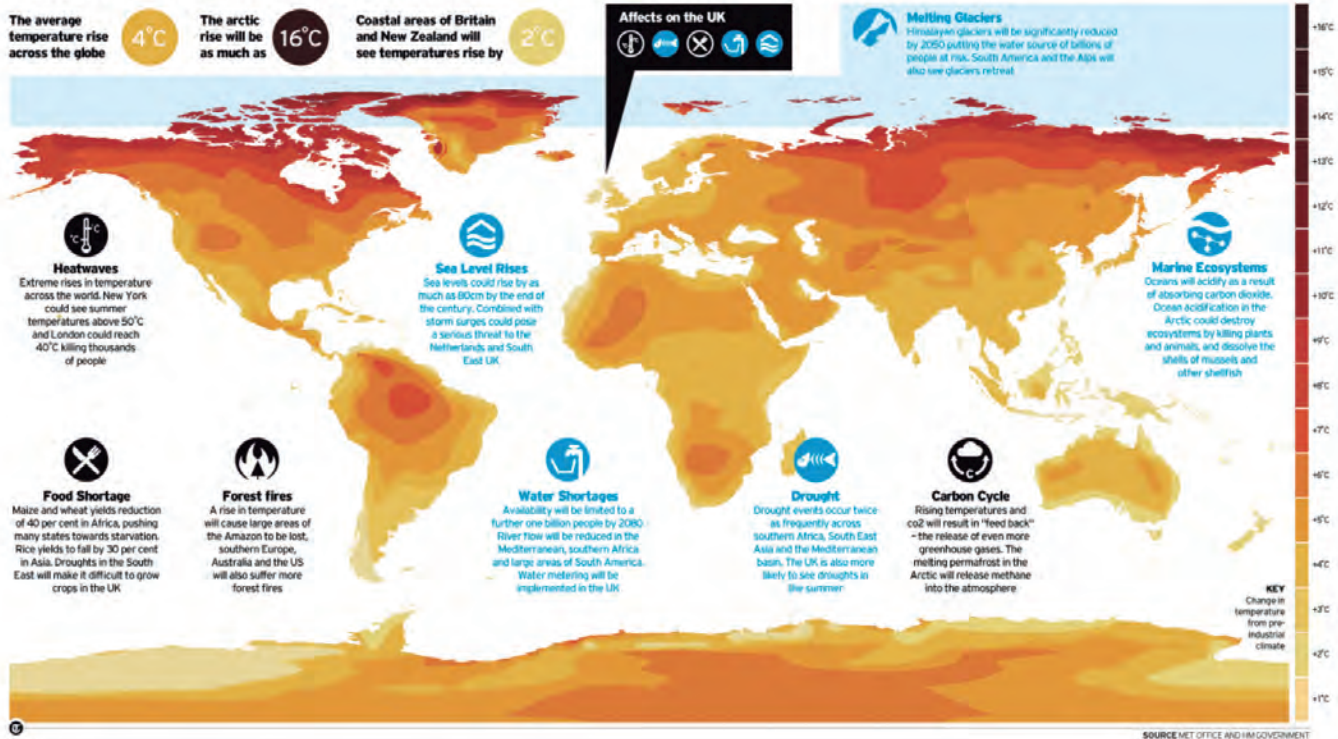 The average
temperature rise
across the globe
4°C
The arctic
rise will be
as much as
16°C
Coastal areas of Britain
and New Zealand will
see temperatures rise by
2°C
Affects on the UK
Melting Glaciers
Himalayan glaciers will be significantly reduced
by 2050 putting the water source of billions of
people at risk. South America and the Alps will
also see glaciers retreat
°C
°C
Heatwaves
Extreme rises in temperature
across the world. New York
could see summer
temperatures above 50°C
and London could reach
40°C killing thousands
of people
Sea Level Rises
Sea levels could rise by as
much as 80cm by the end of
the century. Combined with
storm surges could pose
a serious threat to the
Netherlands and South
East UK
Marine Ecosystems
Oceans will acidify as a result
of absorbing carbon dioxide.
Ocean acidification in the
Arctic could destroy
ecosystems by killing plants
and animals, and dissolve the
shells of mussels and
other shellfish
Food Shortage
Maize and wheat yields reduction
of 40 per cent in Africa, pushing
many states towards starvation.
Rice yields to fall by 30 per cent
in Asia. Droughts in the South
East will make it difficult to grow
crops in the UK
Forest fires
A rise in temperature
will cause large areas of
the Amazon to be lost,
southern Europe,
Australia and the US
will also suffer more
forest fires
Water Shortages
Availability will be limited to a
further one billion people by 2080.
River flow will be reduced in the
Mediterranean, southern Africa
and large areas of South America.
Water metering will be
implemented in the UK
Drought
Drought events occur twice
as frequently across
southern Africa, South East
Asia and the Mediterranean
basin. The UK is also more
likely to see droughts in
the summer
C
Carbon Cycle
Rising temperatures and
co2 will result in "feed back"
- the release of even more
greenhouse gases. The
melting permafrost in the
Arctic will release methane
into the atmosphere
+16°C
+15°C
+14°C
+13°C
+12°C
+11°C
+10°C
+9°C
+8°C
+7°C
+6°C
+5°C
+4°C
+3°C
+2°C
+1°C
KEY
Change in
temperature
from pre-
industrial
climate
SOURCE MET OFFICE AND HM GOVERNMENT